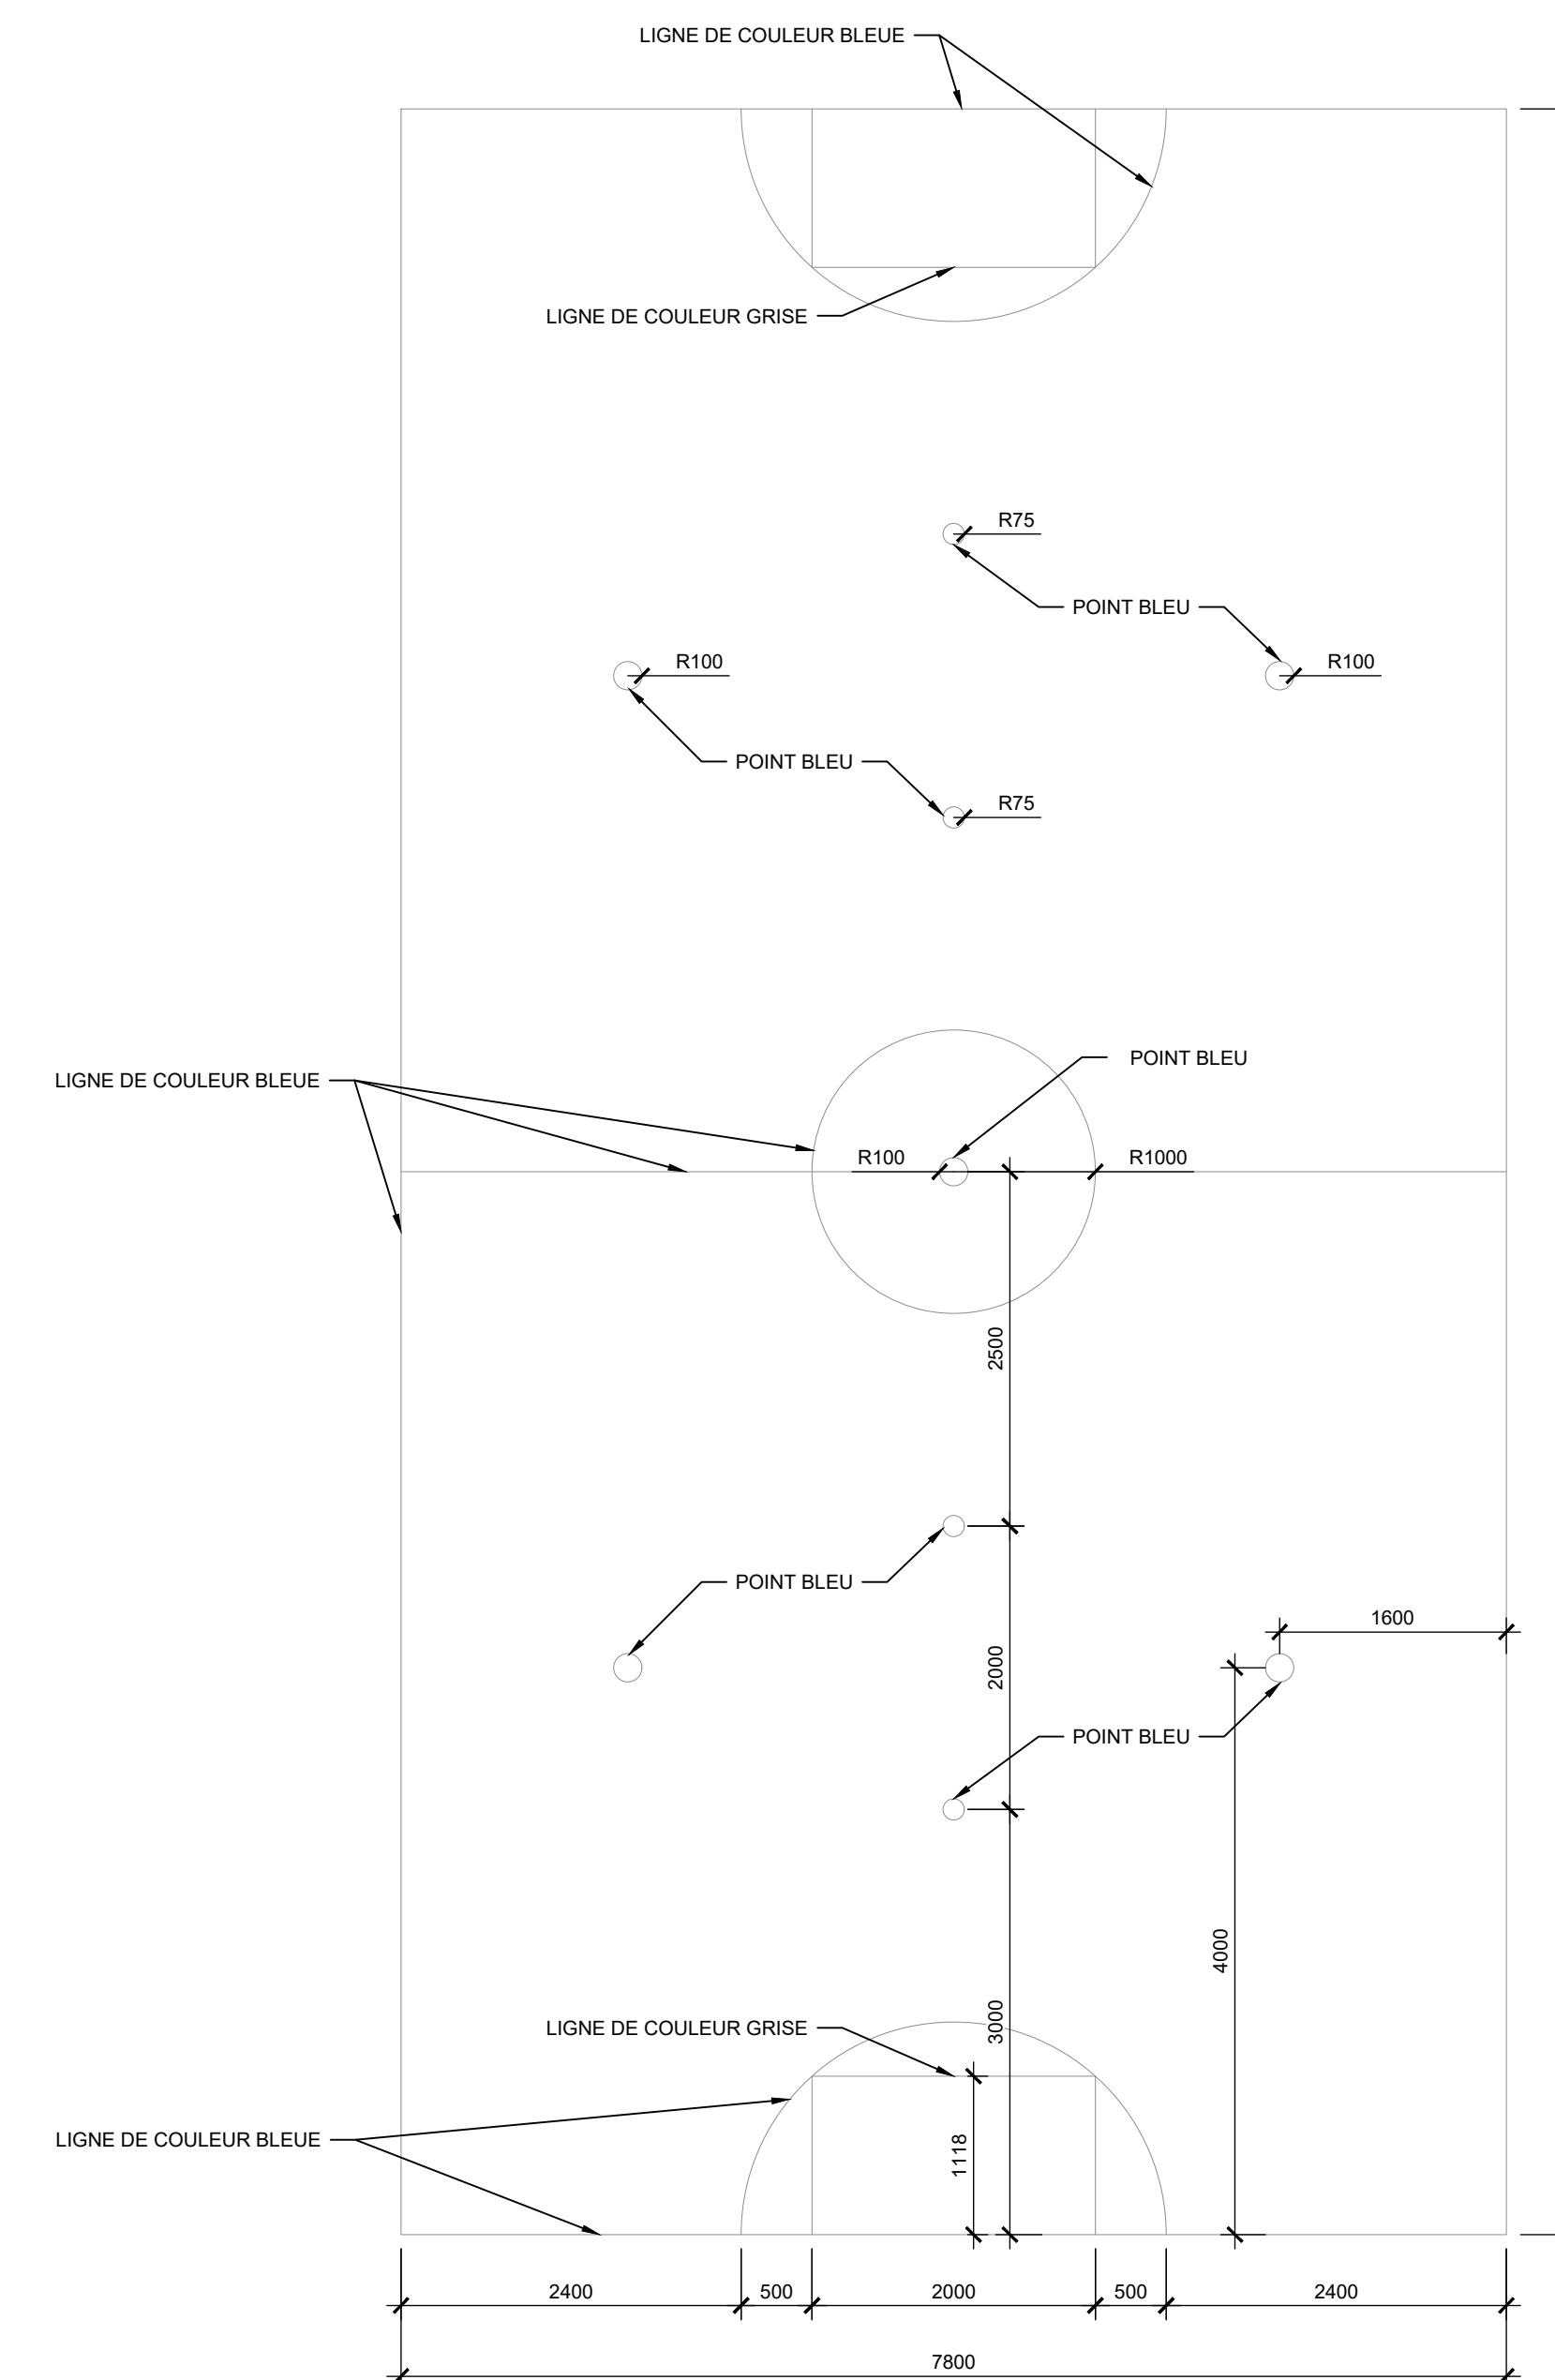 LIGNE DE COULEUR BLEUE
LIGNE DE COULEUR GRISE
R75
POINT BLEU
R100
R100
POINT BLEU
R75
POINT BLEU
LIGNE DE COULEUR BLEUE
R100
R1000
2500
POINT BLEU
1600
2000
POINT BLEU
4000
3000
LIGNE DE COULEUR GRISE
1118
LIGNE DE COULEUR BLEUE
2400
500
2000
500
2400
7800